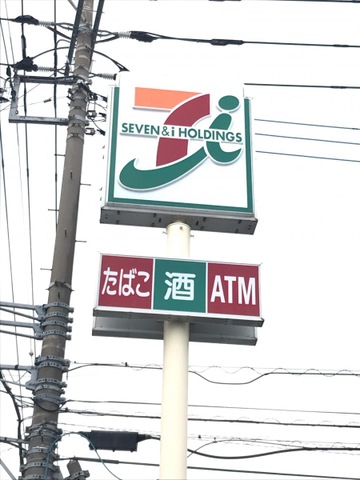 SEVEN & i HOLDINGS
たばこ 酒 ATM